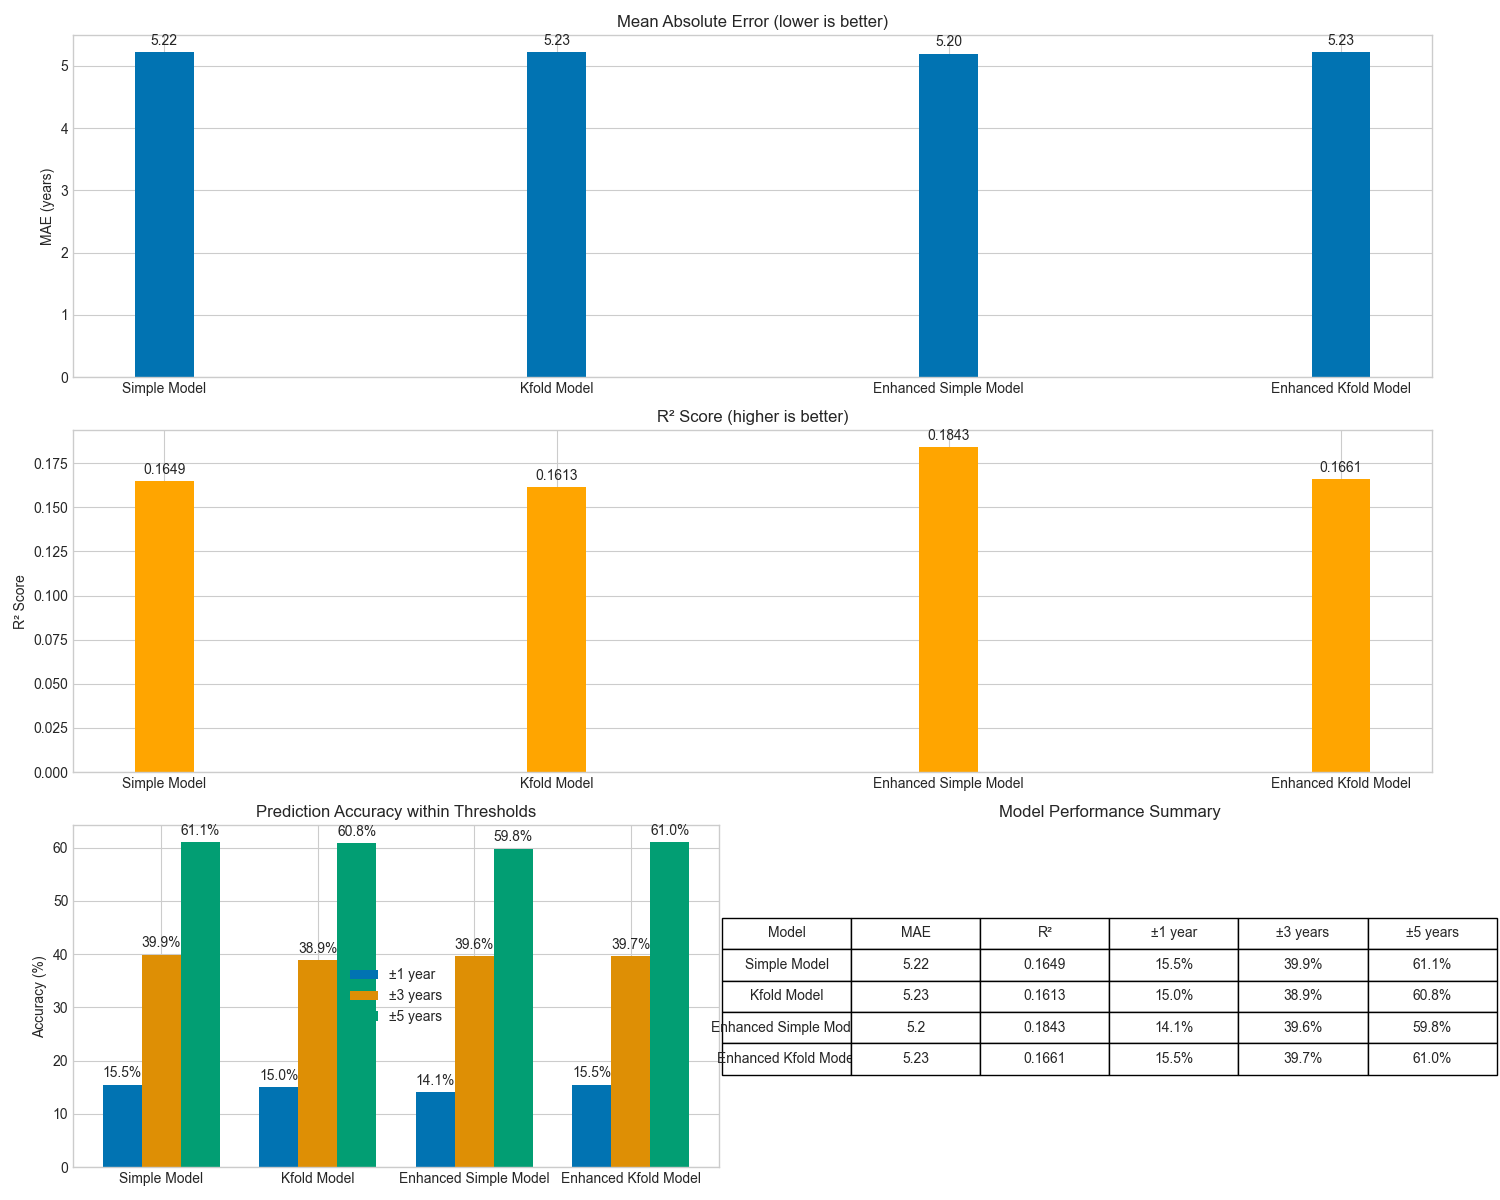 Mean Absolute Error (lower is better)
5.22
5.23
5.20
5.23
5
4
3
2
1
0
MAE (years)
Simple Model
Kfold Model
Enhanced Simple Model
Enhanced Kfold Model
R² Score (higher is better)
0.1649
0.1613
0.1843
0.1661
0.175
0.150
0.125
0.100
0.075
0.050
0.025
0.000
R² Score
Simple Model
Kfold Model
Enhanced Simple Model
Enhanced Kfold Model
Prediction Accuracy within Thresholds
61.1%
60.8%
59.8%
61.0%
39.9%
38.9%
39.6%
39.7%
15.5%
15.0%
14.1%
15.5%
60
50
40
30
20
10
0
Accuracy (%)
±1 year
±3 years
±5 years
Simple Model
Kfold Model
Enhanced Simple Model
Enhanced Kfold Model
Model Performance Summary
Model MAE R² ±1 year ±3 years ±5 years
Simple Model 5.22 0.1649 15.5% 39.9% 61.1%
Kfold Model 5.23 0.1613 15.0% 38.9% 60.8%
Enhanced Simple Mod 5.2 0.1843 14.1% 39.6% 59.8%
Enhanced Kfold Mode 5.23 0.1661 15.5% 39.7% 61.0%